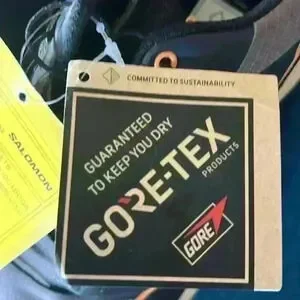 COMMITTED TO SUSTAINABILITY
GUARANTEED
TO KEEP YOU DRY
GORE-TEX
PRODUCTS
GORE
SALOMON